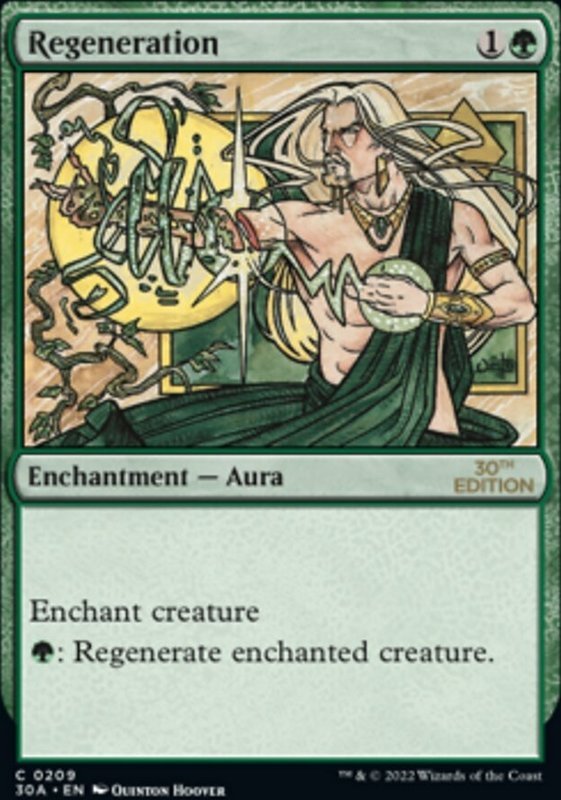 Regeneration 1
Enchantment — Aura
30TH
EDITION
Enchant creature
: Regenerate enchanted creature.
C 0209
30A • EN Quinton Hoover
™ & © 2022 Wizards of the Coast